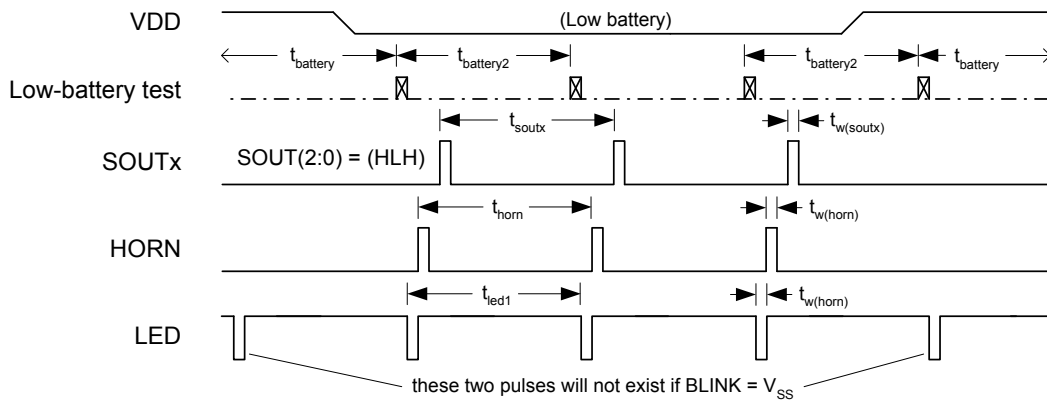 VDD (Low battery)
t_battery t_battery2 t_battery2 t_battery
Low-battery test
t_soutx t_w(soutx)
SOUTx SOUT(2:0) = (HLH)
t_horn t_w(horn)
HORN
t_led1 t_w(horn)
LED
these two pulses will not exist if BLINK = V_SS